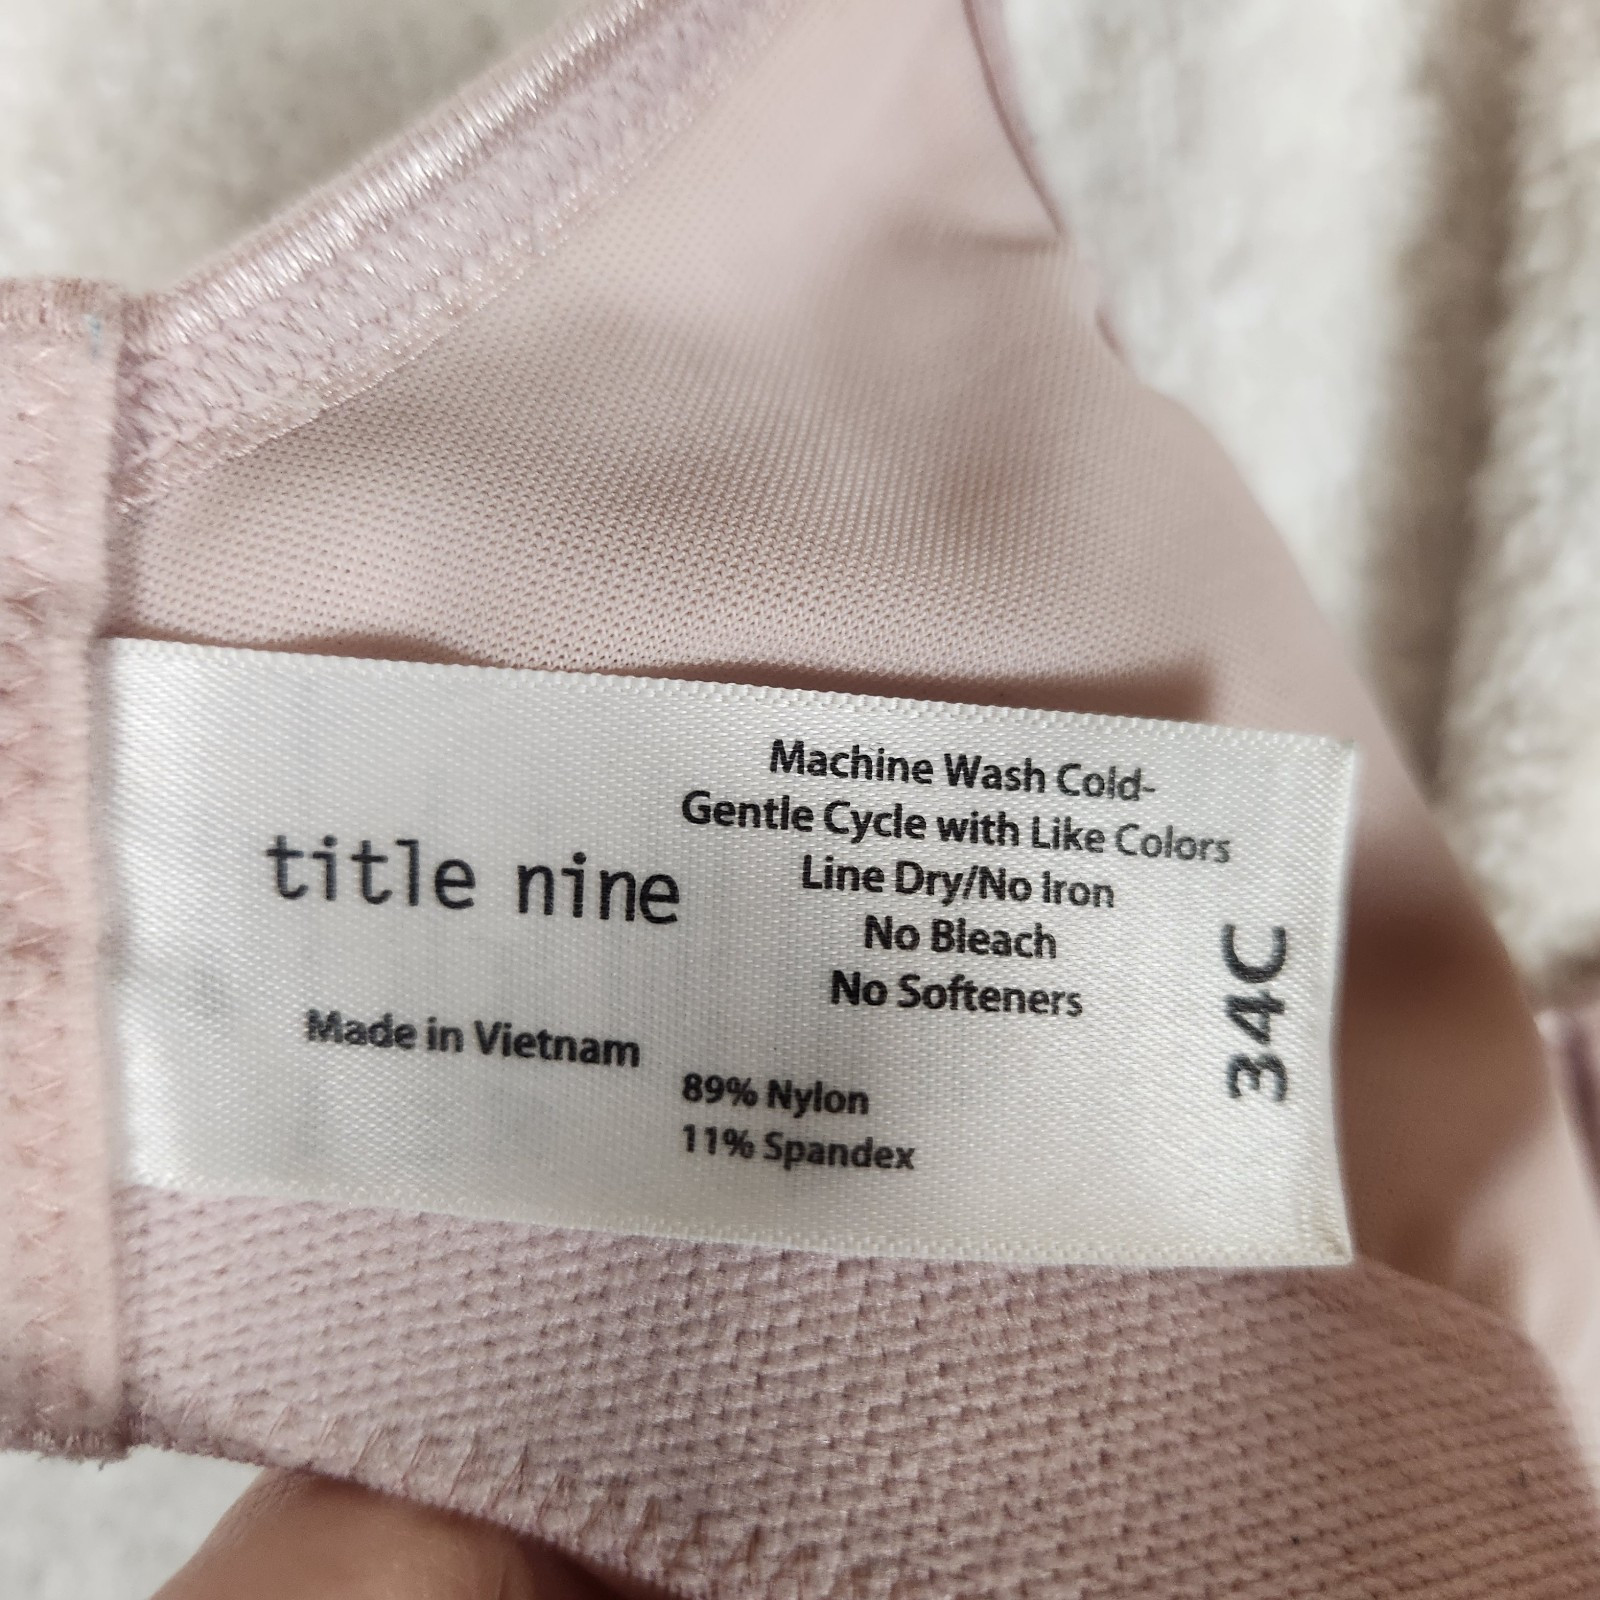 title nine
Made in Vietnam
Machine Wash Cold-
Gentle Cycle with Like Colors
Line Dry/No Iron
No Bleach
No Softeners
89% Nylon
11% Spandex
34C